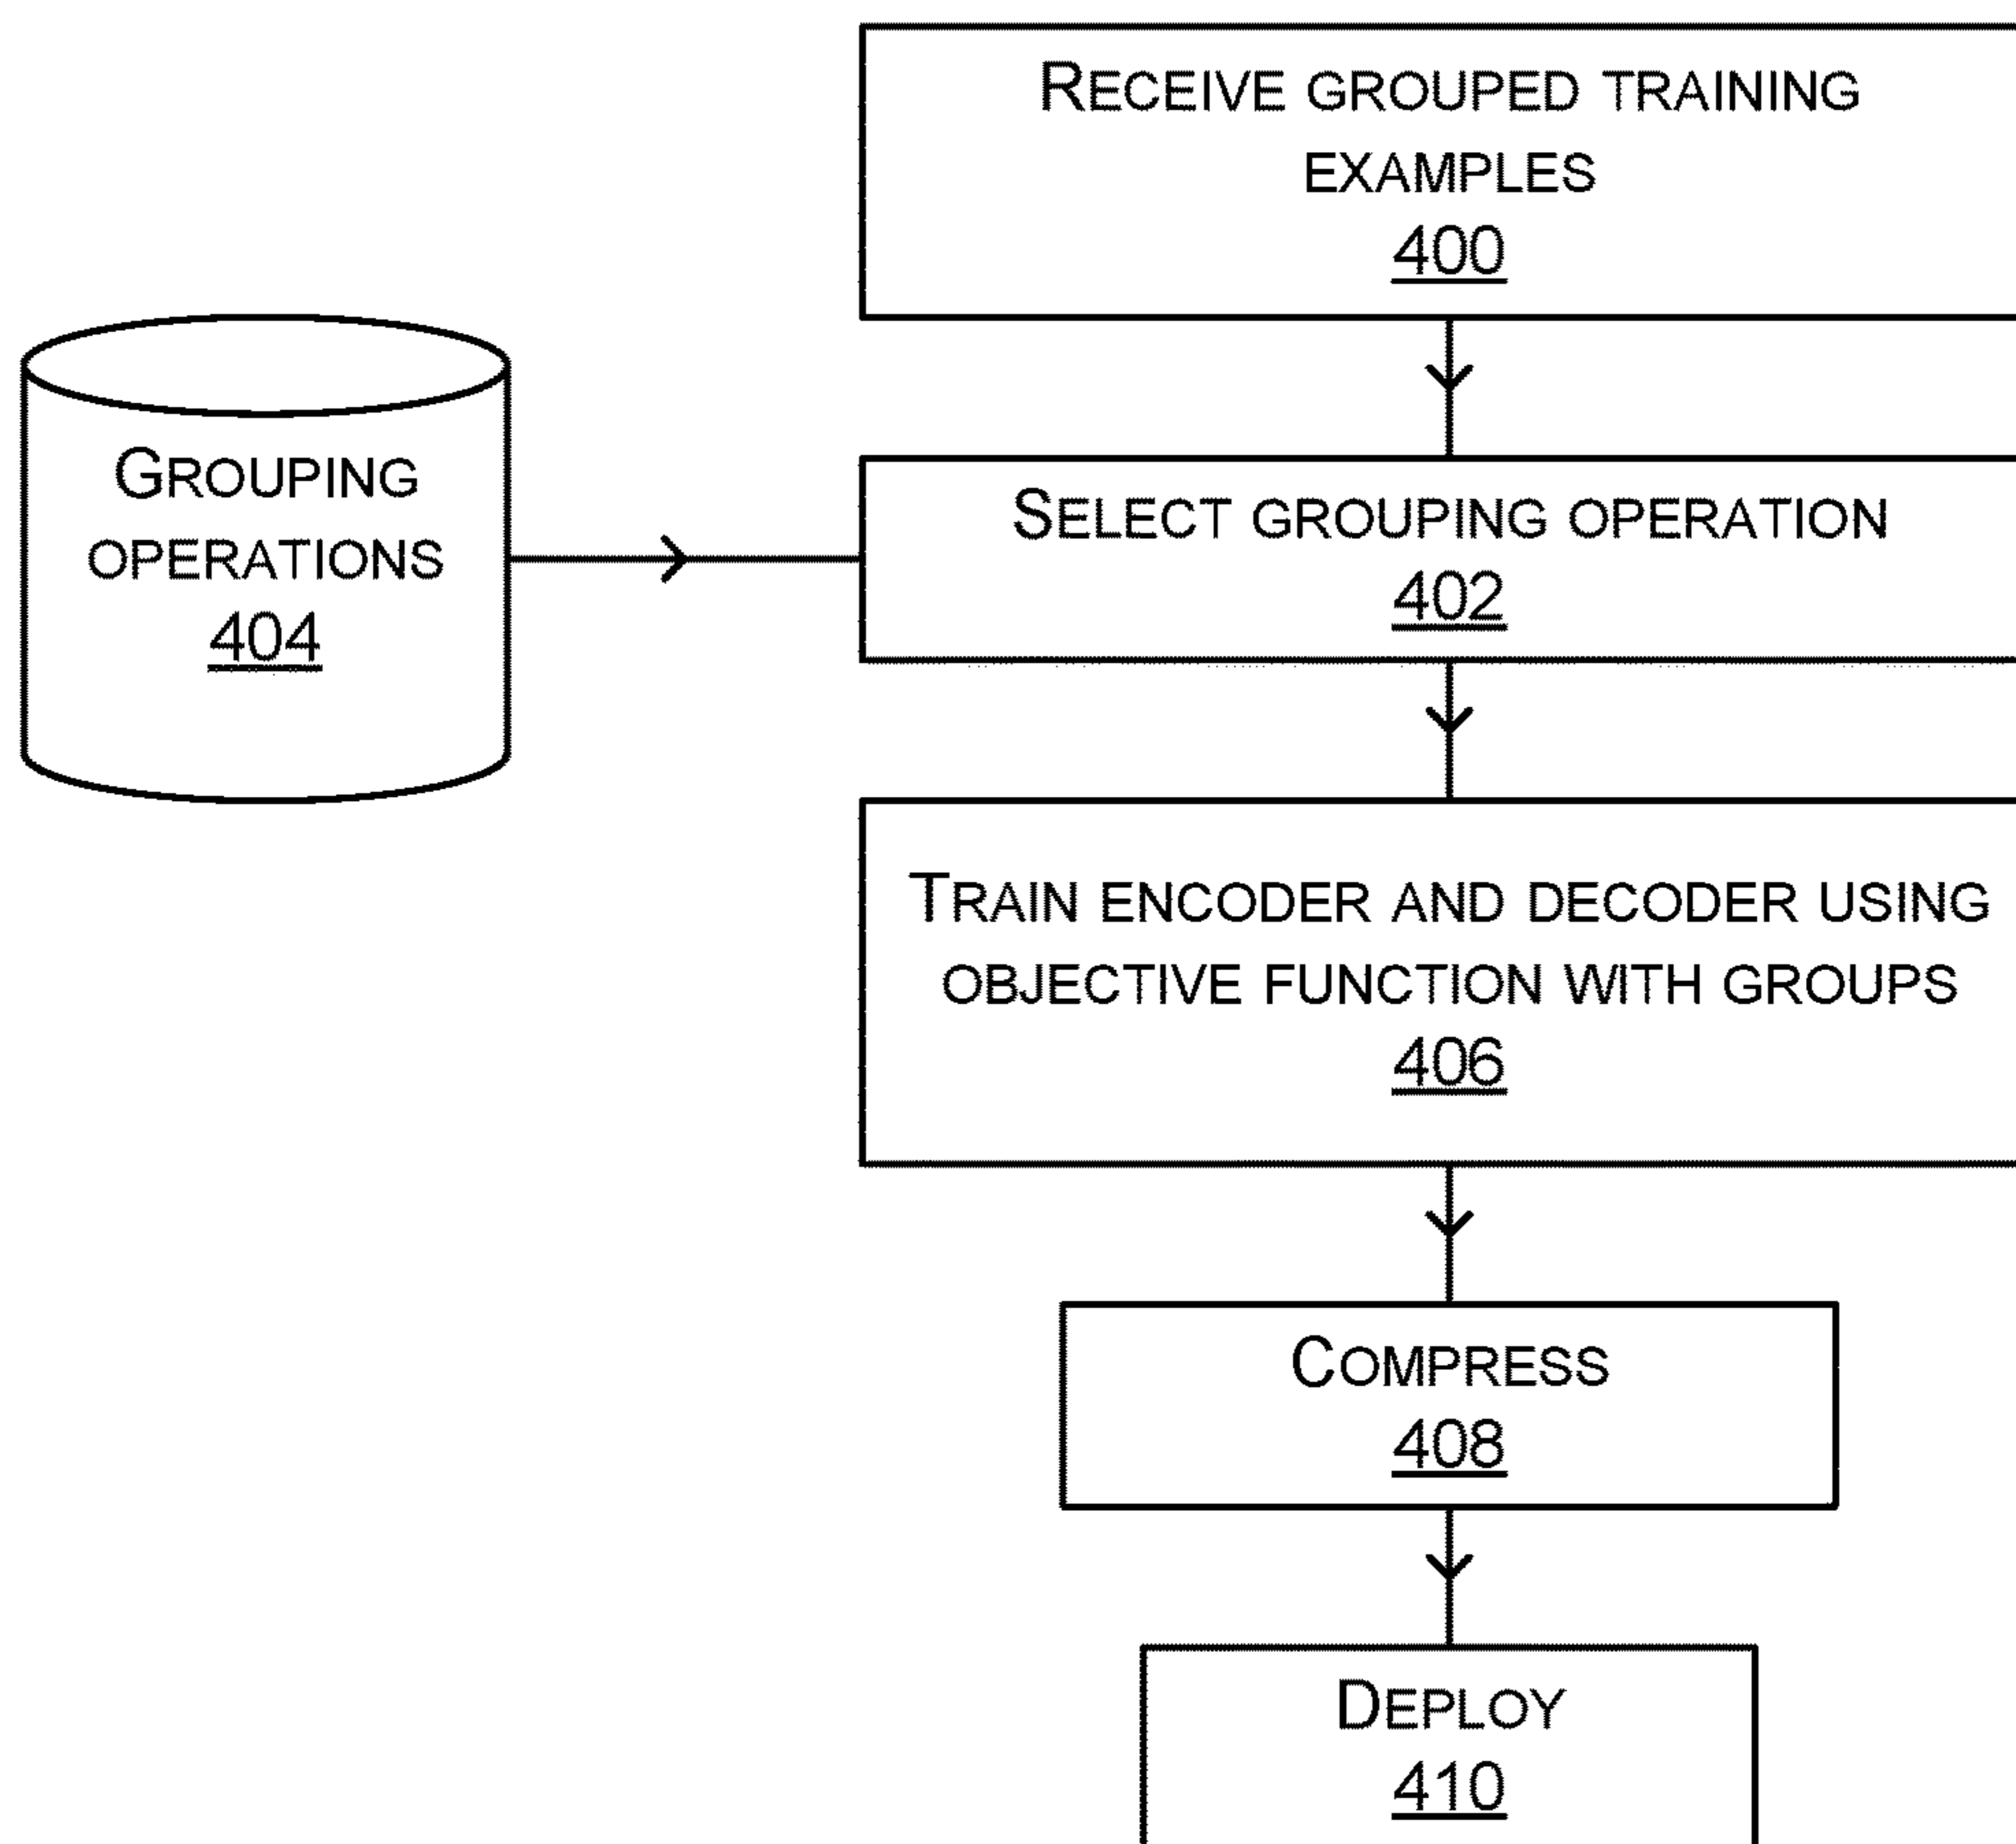 RECEIVE GROUPED TRAINING
EXAMPLES
400
GROUPING
OPERATIONS
404
SELECT GROUPING OPERATION
402
TRAIN ENCODER AND DECODER USING
OBJECTIVE FUNCTION WITH GROUPS
406
COMPRESS
408
DEPLOY
410